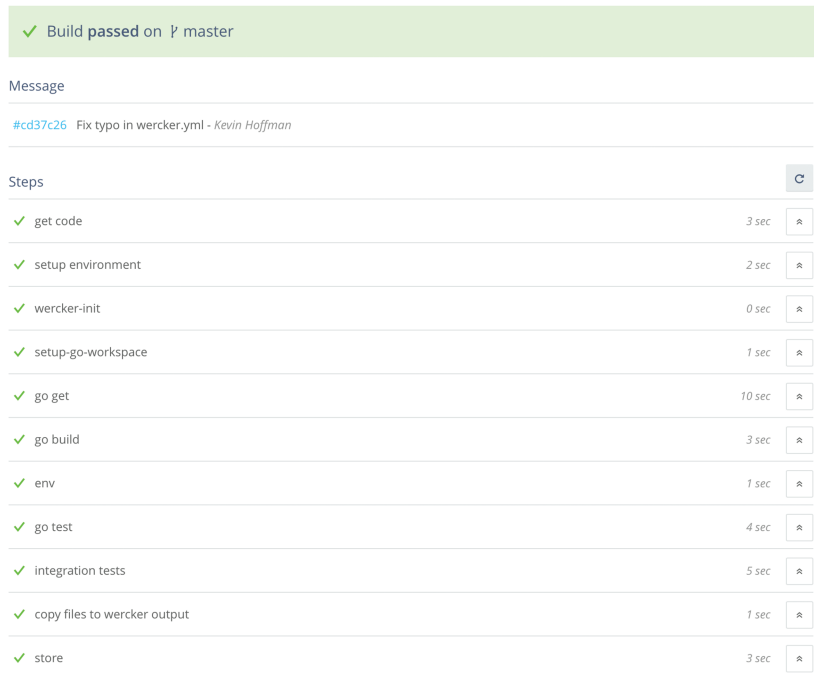 Build passed on master
Message
#cd37c26 Fix typo in wercker.yml - Kevin Hoffman
Steps
get code 3 sec
setup environment 2 sec
wercker-init 0 sec
setup-go-workspace 1 sec
go get 10 sec
go build 3 sec
env 1 sec
go test 4 sec
integration tests 5 sec
copy files to wercker output 1 sec
store 3 sec